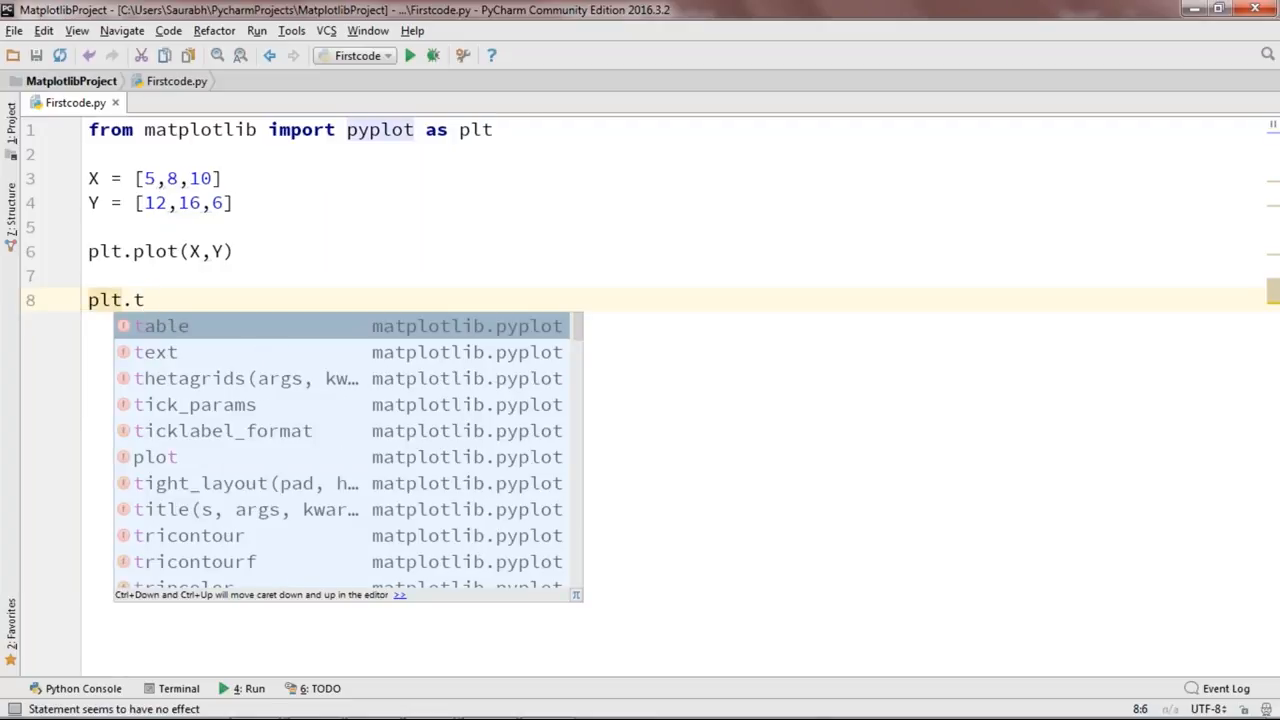 MatplotlibProject - [C:\Users\Saurabh\PycharmProjects\MatplotlibProject] - ...\Firstcode.py - PyCharm Community Edition 2016.3.2
File Edit View Navigate Code Refactor Run Tools VCS Window Help
Firstcode
MatplotlibProject Firstcode.py
Firstcode.py
1: Project
Z: Structure
2: Favorites
1 from matplotlib import pyplot as plt
2
3 X = [5,8,10]
4 Y = [12,16,6]
5
6 plt.plot(X,Y)
7
8 plt.t
table matplotlib.pyplot
text matplotlib.pyplot
thetagrids(args, kw… matplotlib.pyplot
tick_params matplotlib.pyplot
ticklabel_format matplotlib.pyplot
plot matplotlib.pyplot
tight_layout(pad, h… matplotlib.pyplot
title(s, args, kwar… matplotlib.pyplot
tricontour matplotlib.pyplot
tricontourf matplotlib.pyplot
tripcolor matplotlib.pyplot
Ctrl+Down and Ctrl+Up will move caret down and up in the editor >> π
Python Console Terminal 4: Run 6: TODO Event Log
Statement seems to have no effect 8:6 n/a UTF-8